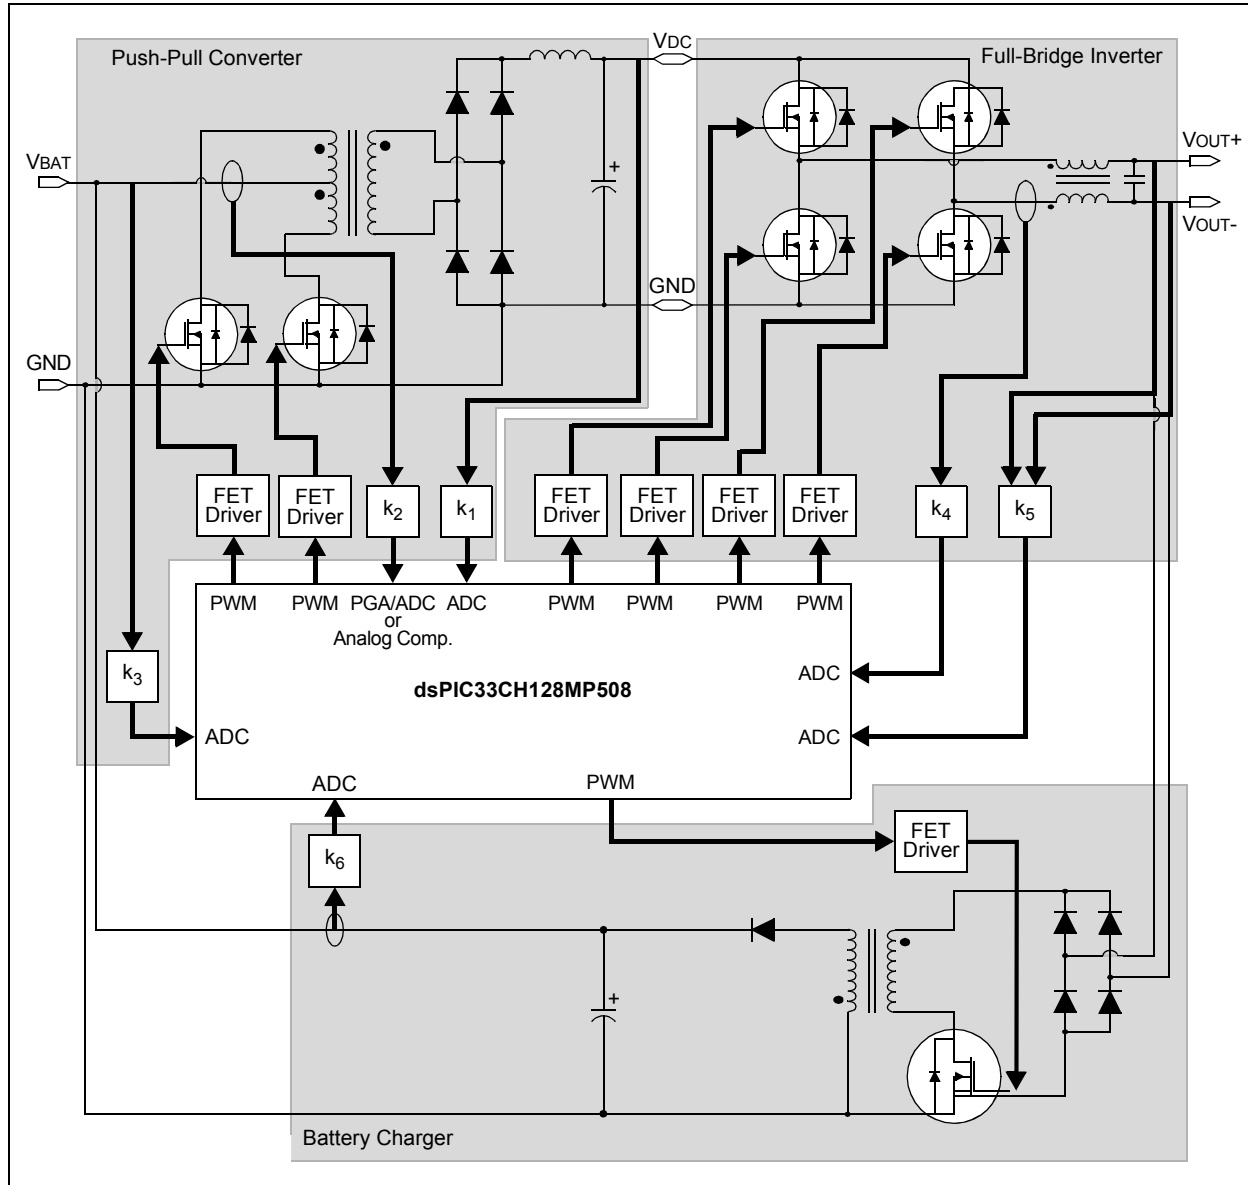 Push-Pull Converter
VDC
Full-Bridge Inverter
VBAT
+
VOUT+
VOUT-
GND
GND
FET
Driver
FET
Driver
k2
k1
FET
Driver
FET
Driver
FET
Driver
FET
Driver
k4
k5
PWM
PWM
PGA/ADC
or
Analog Comp.
ADC
PWM
PWM
PWM
PWM
k3
dsPIC33CH128MP508
ADC
ADC
ADC
ADC
PWM
k6
FET
Driver
+
Battery Charger